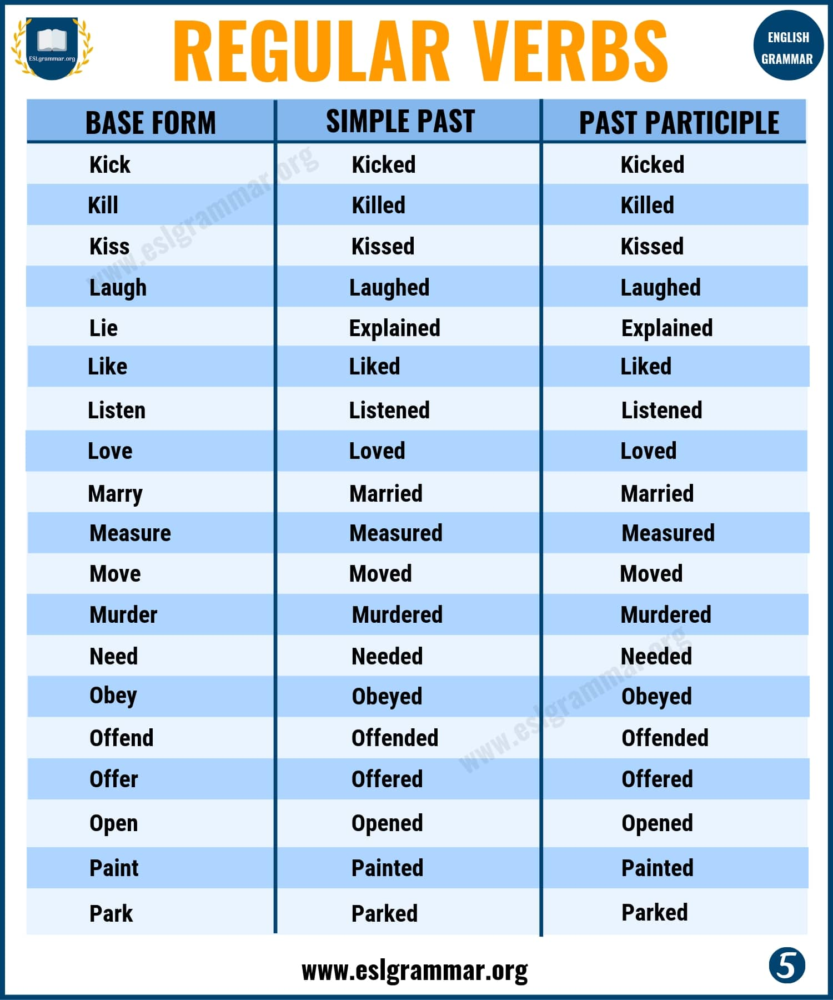 ESLgrammar.org
REGULAR VERBS
ENGLISH
GRAMMAR
BASE FORM SIMPLE PAST PAST PARTICIPLE
Kick Kicked Kicked
Kill Killed Killed
Kiss Kissed Kissed
Laugh Laughed Laughed
Lie Explained Explained
Like Liked Liked
Listen Listened Listened
Love Loved Loved
Marry Married Married
Measure Measured Measured
Move Moved Moved
Murder Murdered Murdered
Need Needed Needed
Obey Obeyed Obeyed
Offend Offended Offended
Offer Offered Offered
Open Opened Opened
Paint Painted Painted
Park Parked Parked
www.eslgrammar.org
www.eslgrammar.org
www.eslgrammar.org
5